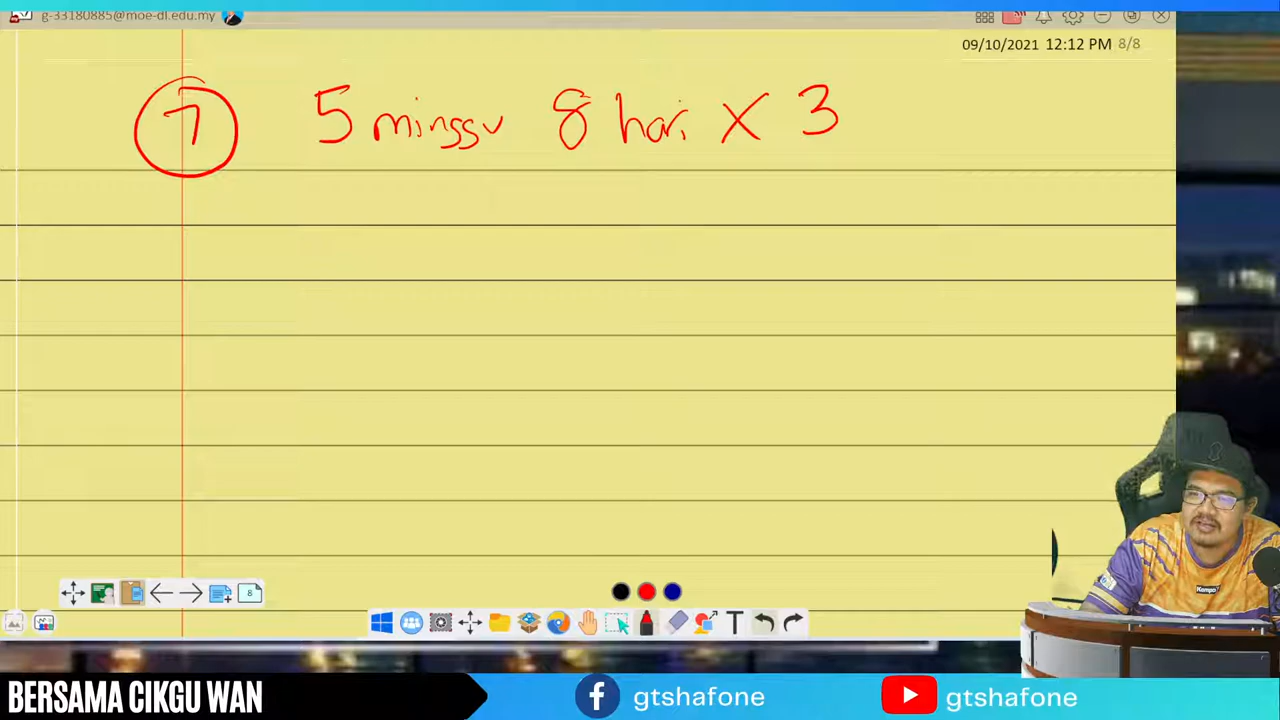 g-33180885@moe-dl.edu.my
09/10/2021 12:12 PM 8/8
7 5 minggu 8 hari X 3
8
T
BERSAMA CIKGU WAN
gtshafone
gtshafone